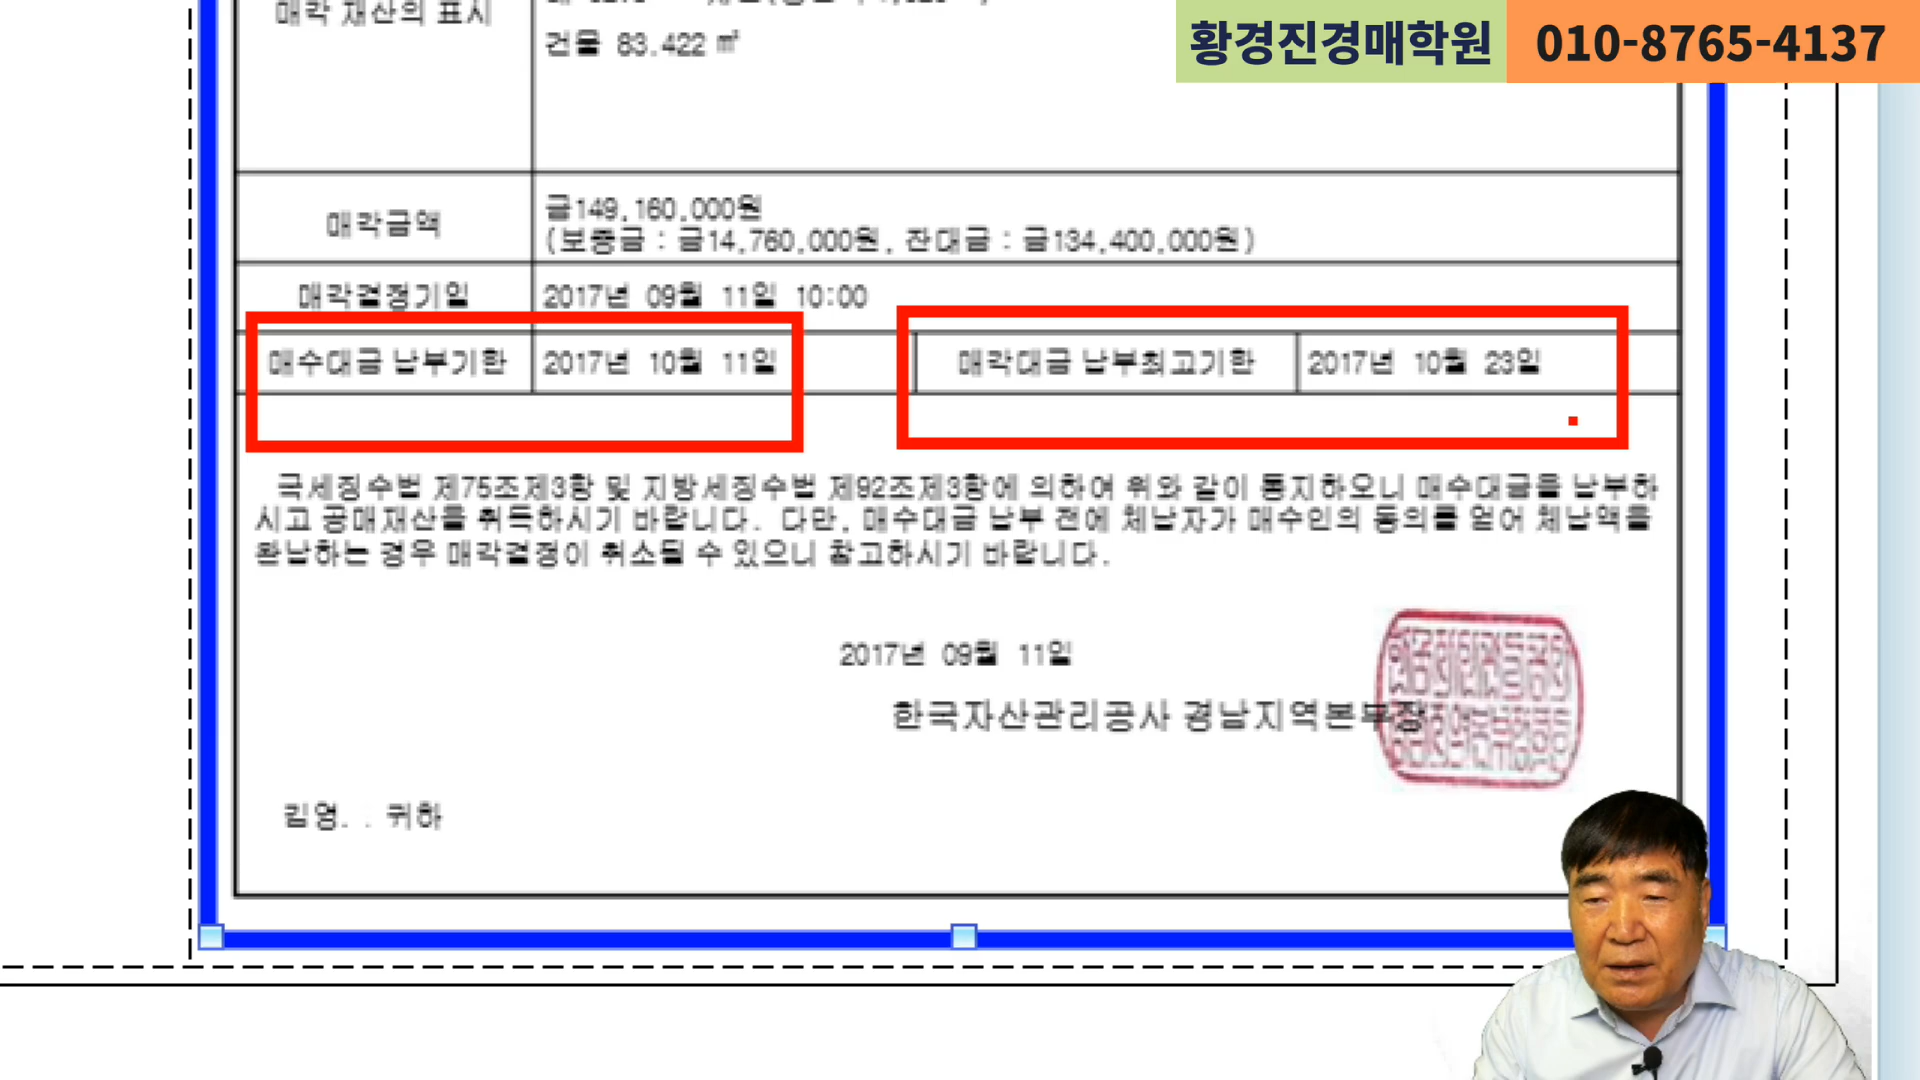 황경진경매학원 010-8765-4137
매각 재산의 표시
건물 83.422 ㎡
매각금액
금149,160,000원
(보증금 : 금14,760,000원, 잔대금 : 금134,400,000원)
매각결정기일 2017년 09월 11일 10:00
매수대금 납부기한 2017년 10월 11일 매각대금 납부최고기한 2017년 10월 23일
국세징수법 제75조제3항 및 지방세징수법 제92조제3항에 의하여 위와 같이 통지하오니 매수대금을 납부하
시고 공매재산을 취득하시기 바랍니다. 다만, 매수대금 납부 전에 체납자가 매수인의 동의를 얻어 체납액을
완납하는 경우 매각결정이 취소될 수 있으니 참고하시기 바랍니다.
2017년 09월 11일
한국자산관리공사 경남지역본부장
김영. . 귀하